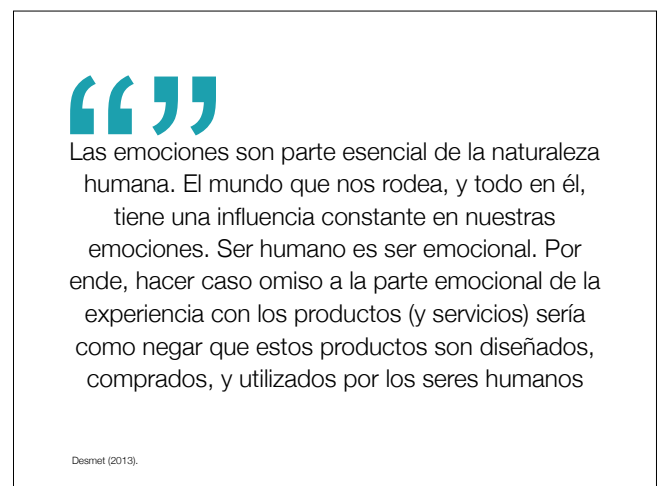 “”
Las emociones son parte esencial de la naturaleza
humana. El mundo que nos rodea, y todo en él,
tiene una influencia constante en nuestras
emociones. Ser humano es ser emocional. Por
ende, hacer caso omiso a la parte emocional de la
experiencia con los productos (y servicios) sería
como negar que estos productos son diseñados,
comprados, y utilizados por los seres humanos
Desmet (2013).